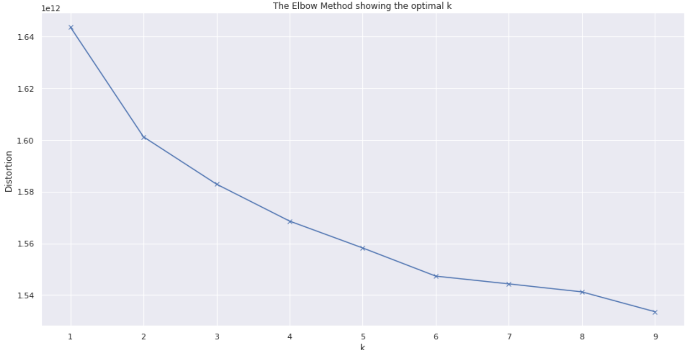 The Elbow Method showing the optimal k
1e12
1.64
1.62
1.60
1.58
1.56
1.54
Distortion
1 2 3 4 5 6 7 8 9
k